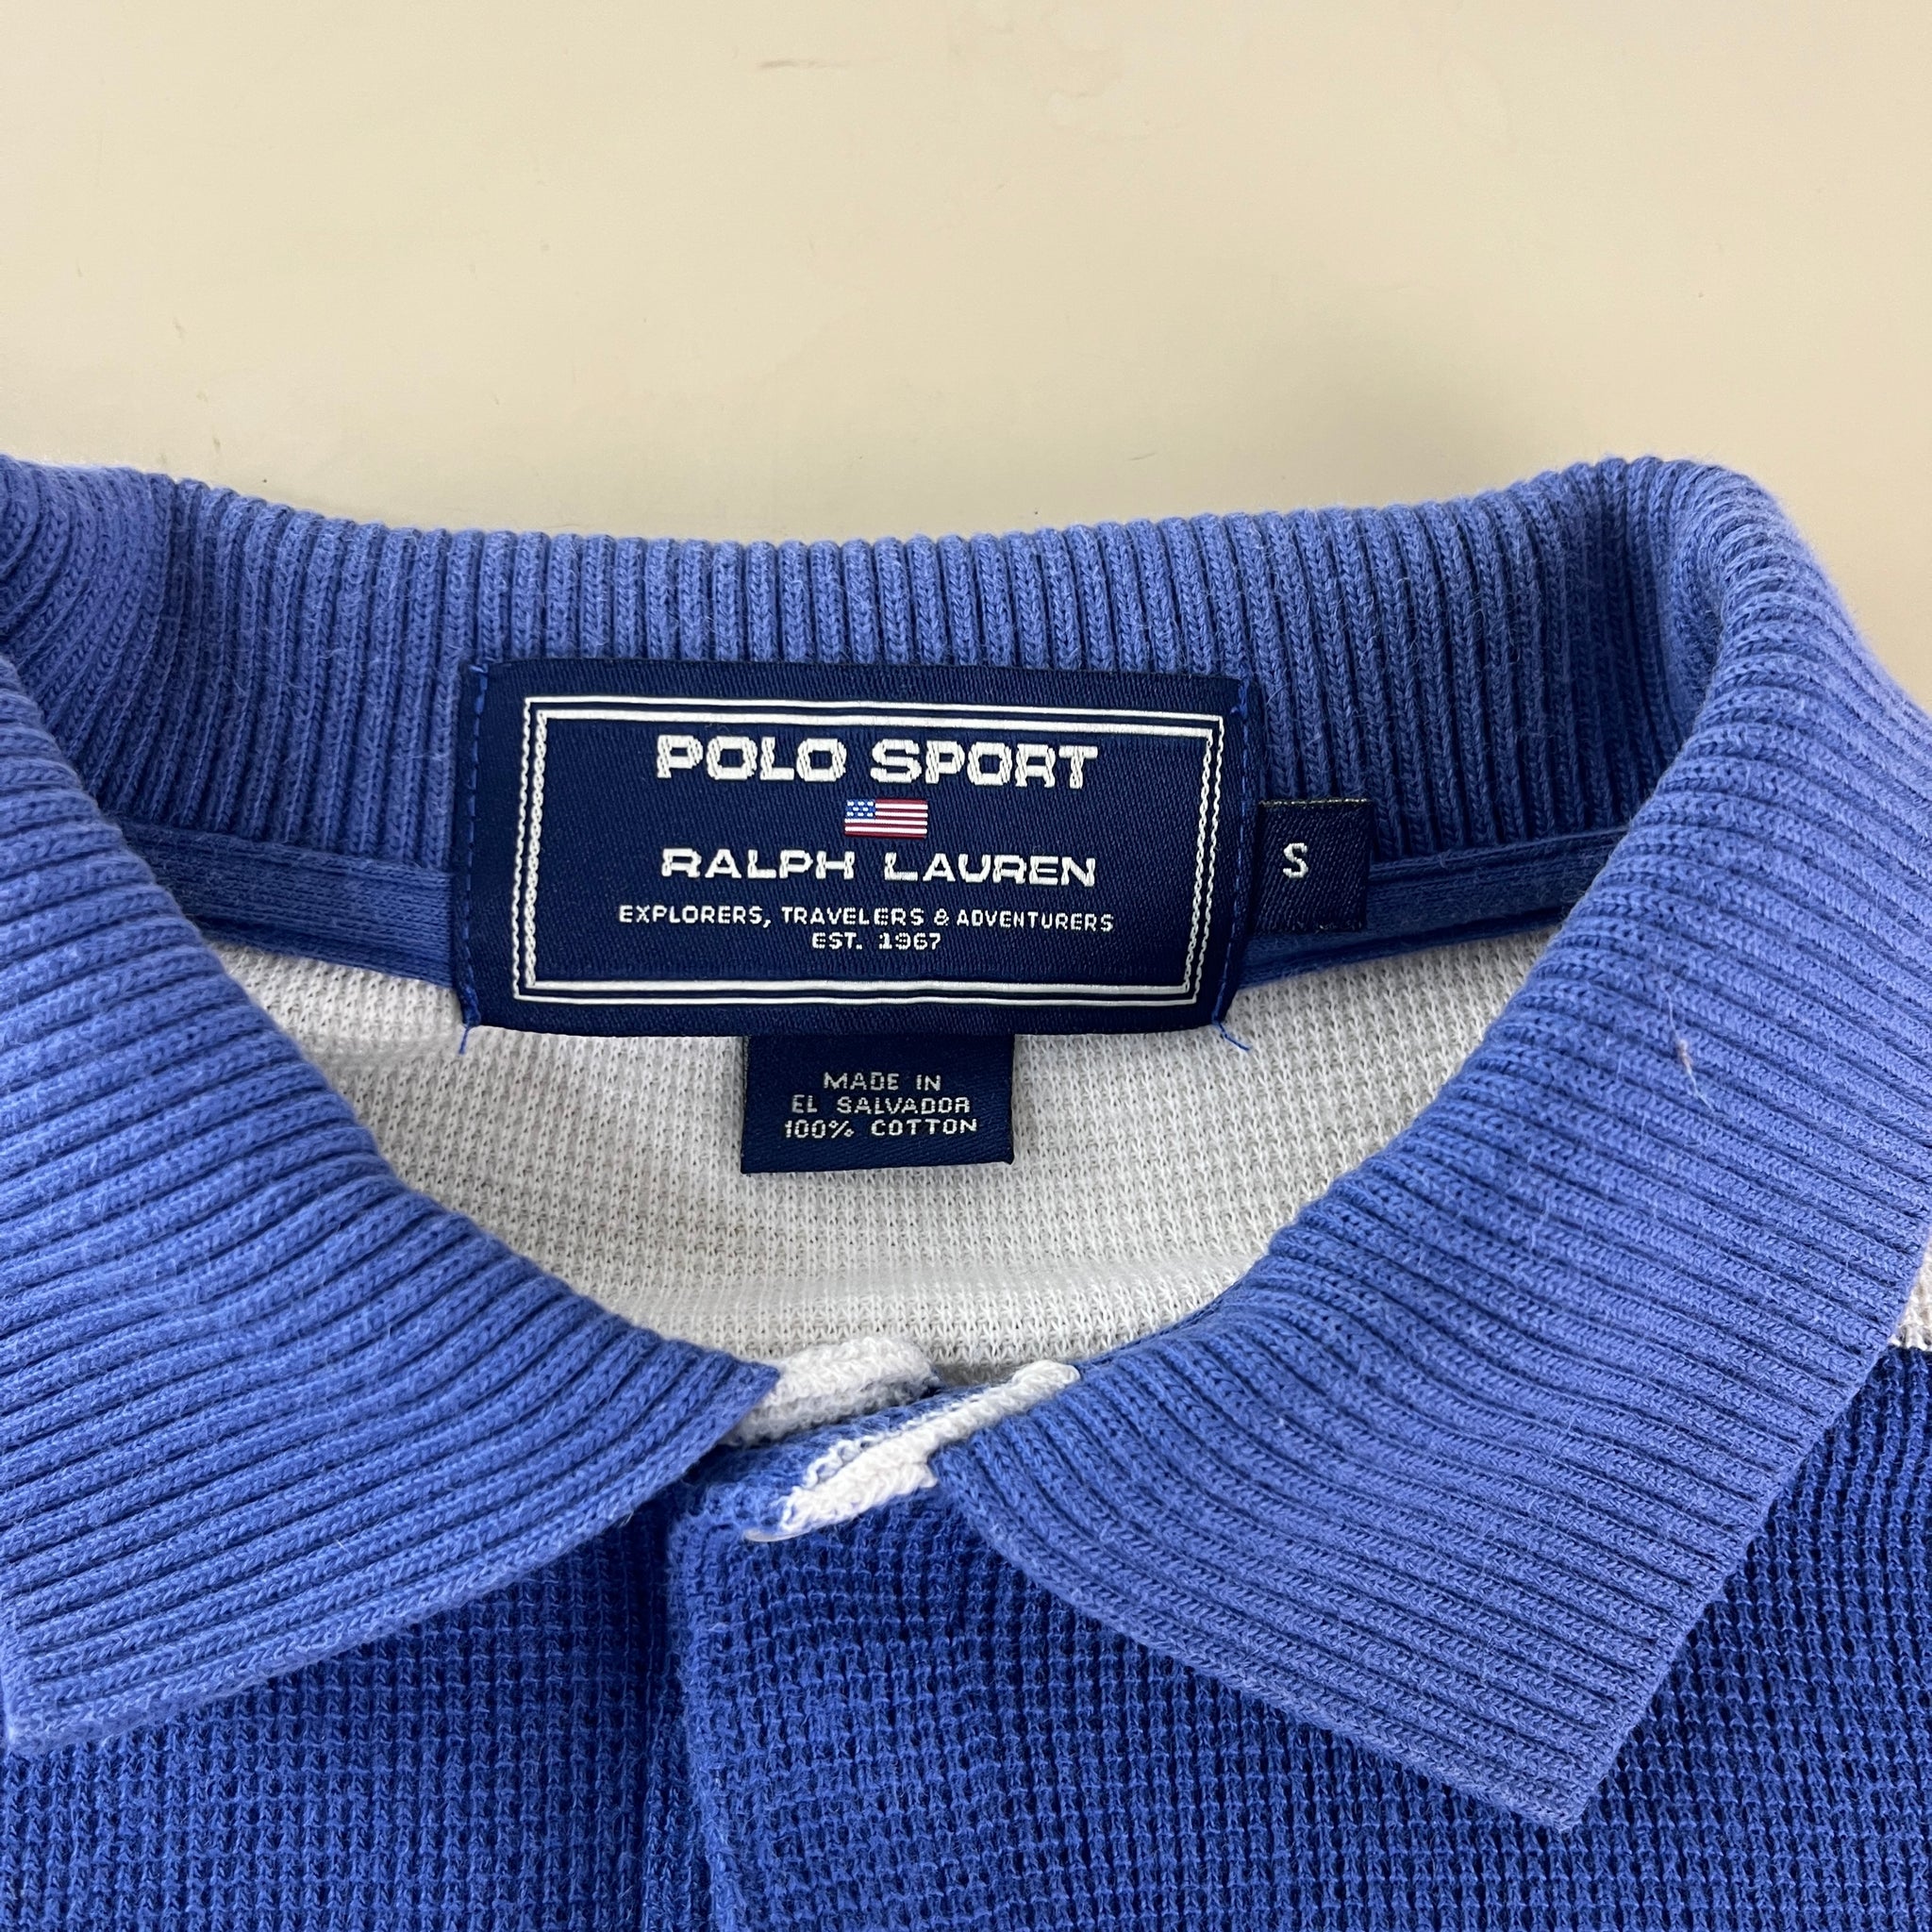 POLO SPORT
RALPH LAUREN
EXPLORERS, TRAVELERS & ADVENTURERS
EST. 1967
S
MADE IN
EL SALVADOR
100% COTTON